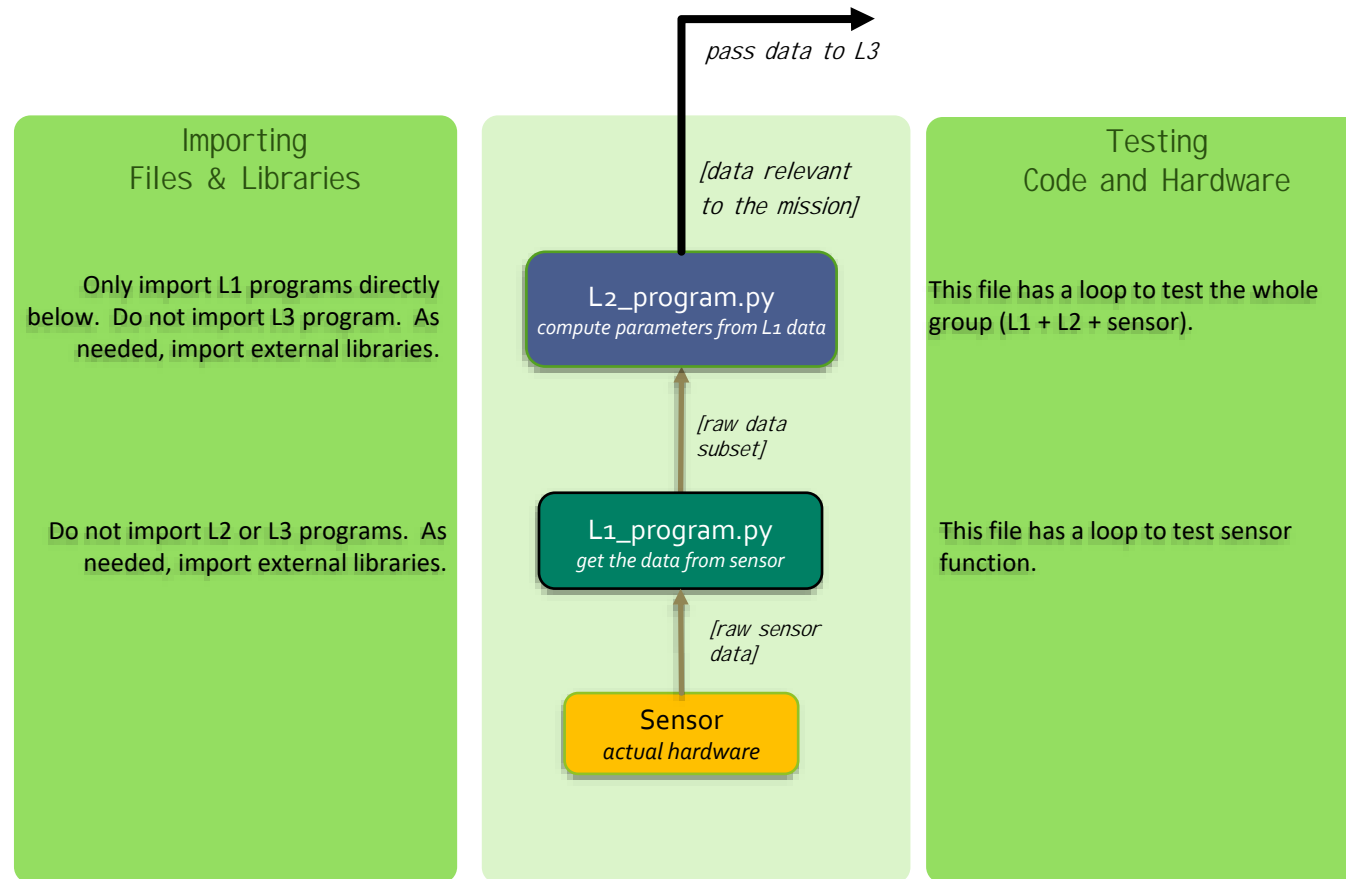 pass data to L3
Importing
Files & Libraries
[data relevant
to the mission]
Testing
Code and Hardware
Only import L1 programs directly
below. Do not import L3 program. As
needed, import external libraries.
L2_program.py
compute parameters from L1 data
This file has a loop to test the whole
group (L1 + L2 + sensor).
[raw data
subset]
Do not import L2 or L3 programs. As
needed, import external libraries.
L1_program.py
get the data from sensor
This file has a loop to test sensor
function.
[raw sensor
data]
Sensor
actual hardware